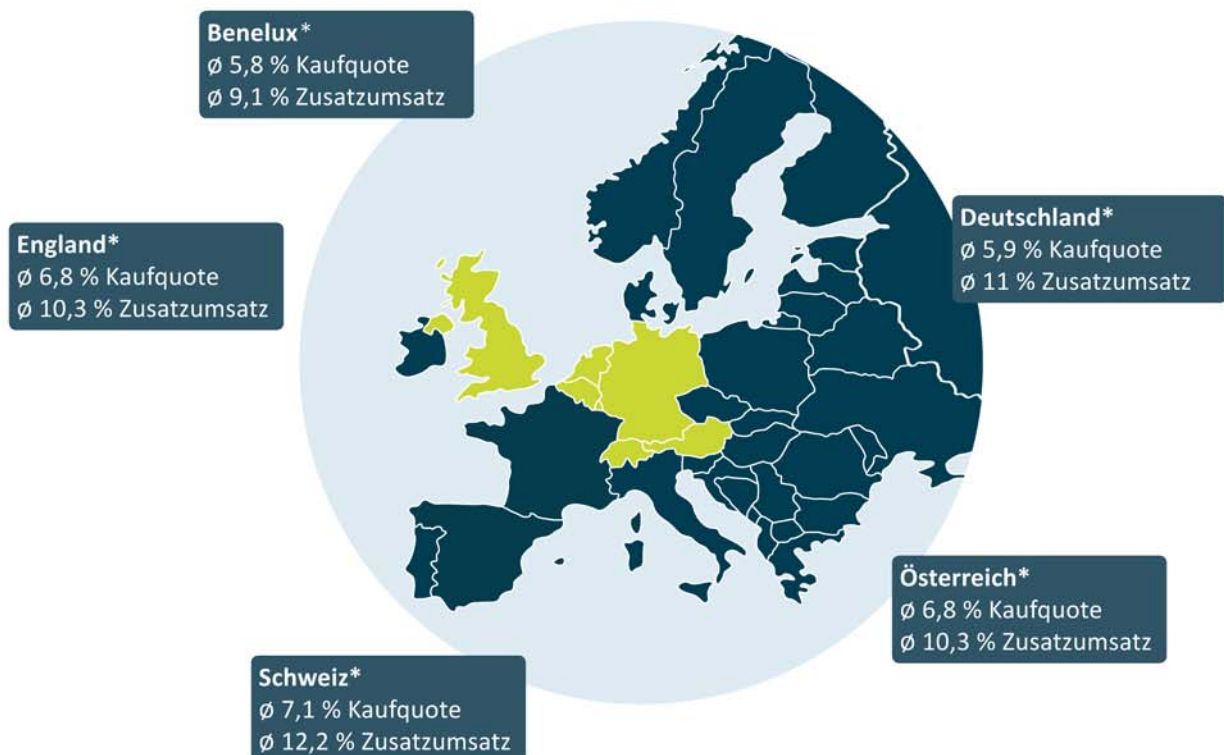 Benelux*
ø 5,8 % Kaufquote
ø 9,1 % Zusatzumsatz
England*
ø 6,8 % Kaufquote
ø 10,3 % Zusatzumsatz
Deutschland*
ø 5,9 % Kaufquote
ø 11 % Zusatzumsatz
Österreich*
ø 6,8 % Kaufquote
ø 10,3 % Zusatzumsatz
Schweiz*
ø 7,1 % Kaufquote
ø 12,2 % Zusatzumsatz